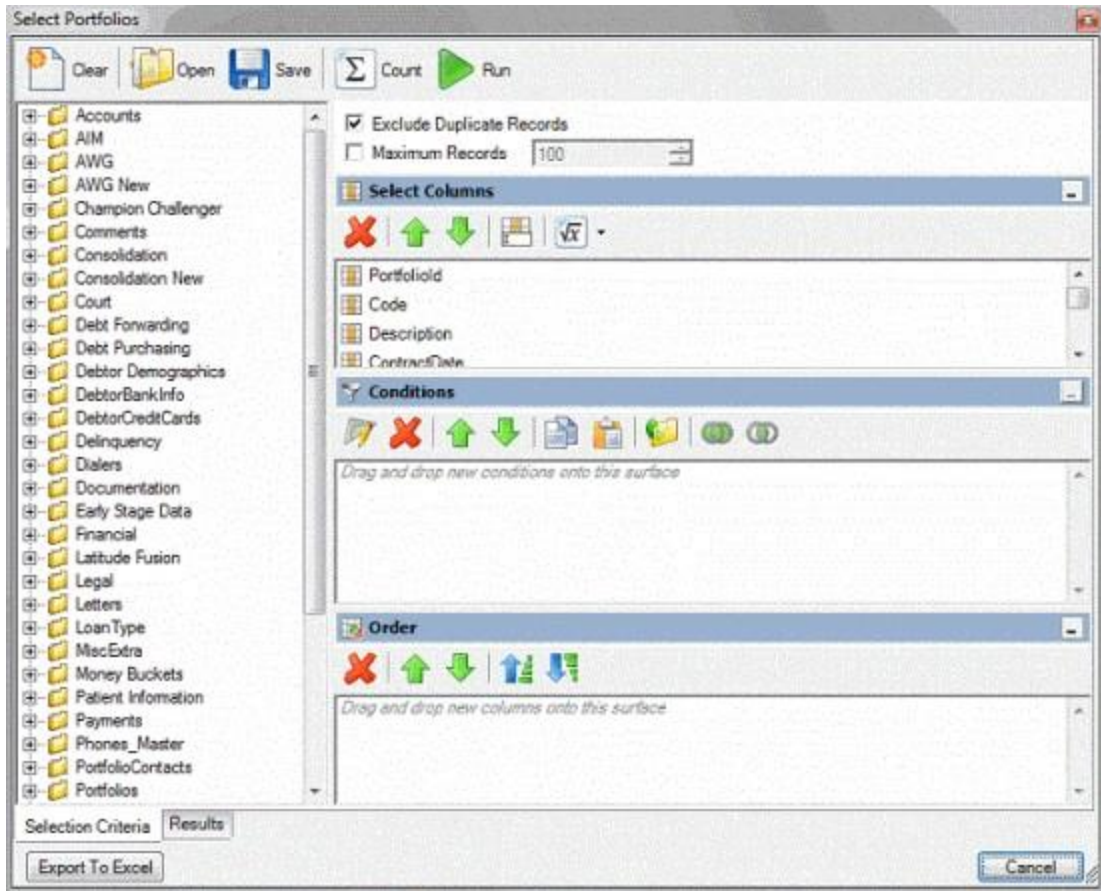 Select Portfolios
Clear Open Save Count Run
Accounts
AIM
AWG
AWG New
Champion Challenger
Comments
Consolidation
Consolidation New
Court
Debt Forwarding
Debt Purchasing
Debtor Demographics
DebtorBankInfo
DebtorCreditCards
Delinquency
Dialers
Documentation
Early Stage Data
Financial
Latitude Fusion
Legal
Letters
LoanType
MiscExtra
Money Buckets
Patient Information
Payments
Phones_Master
PortfolioContacts
Portfolios
Exclude Duplicate Records
Maximum Records 100
Select Columns
PortfolioId
Code
Description
ContractDate
Conditions
Drag and drop new conditions onto this surface
Order
Drag and drop new columns onto this surface
Selection Criteria Results
Export To Excel
Cancel